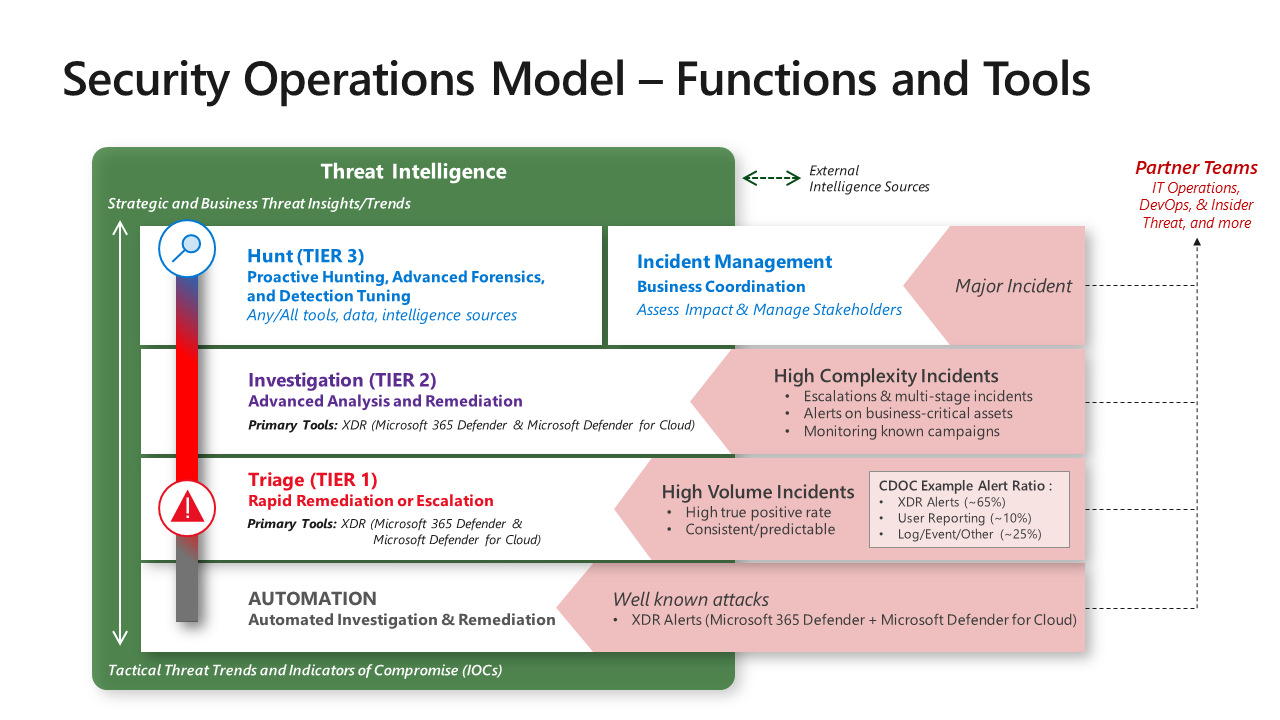 Security Operations Model – Functions and Tools
Threat Intelligence
Strategic and Business Threat Insights/Trends
External
Intelligence Sources
Partner Teams
IT Operations,
DevOps, & Insider
Threat, and more
Hunt (TIER 3)
Proactive Hunting, Advanced Forensics,
and Detection Tuning
Any/All tools, data, intelligence sources
Incident Management
Business Coordination
Assess Impact & Manage Stakeholders
Major Incident
Investigation (TIER 2)
Advanced Analysis and Remediation
Primary Tools: XDR (Microsoft 365 Defender & Microsoft Defender for Cloud)
High Complexity Incidents
• Escalations & multi-stage incidents
• Alerts on business-critical assets
• Monitoring known campaigns
Triage (TIER 1)
Rapid Remediation or Escalation
Primary Tools: XDR (Microsoft 365 Defender &
Microsoft Defender for Cloud)
High Volume Incidents
• High true positive rate
• Consistent/predictable
CDOC Example Alert Ratio :
• XDR Alerts (~65%)
• User Reporting (~10%)
• Log/Event/Other (~25%)
AUTOMATION
Automated Investigation & Remediation
Well known attacks
• XDR Alerts (Microsoft 365 Defender + Microsoft Defender for Cloud)
Tactical Threat Trends and Indicators of Compromise (IOCs)